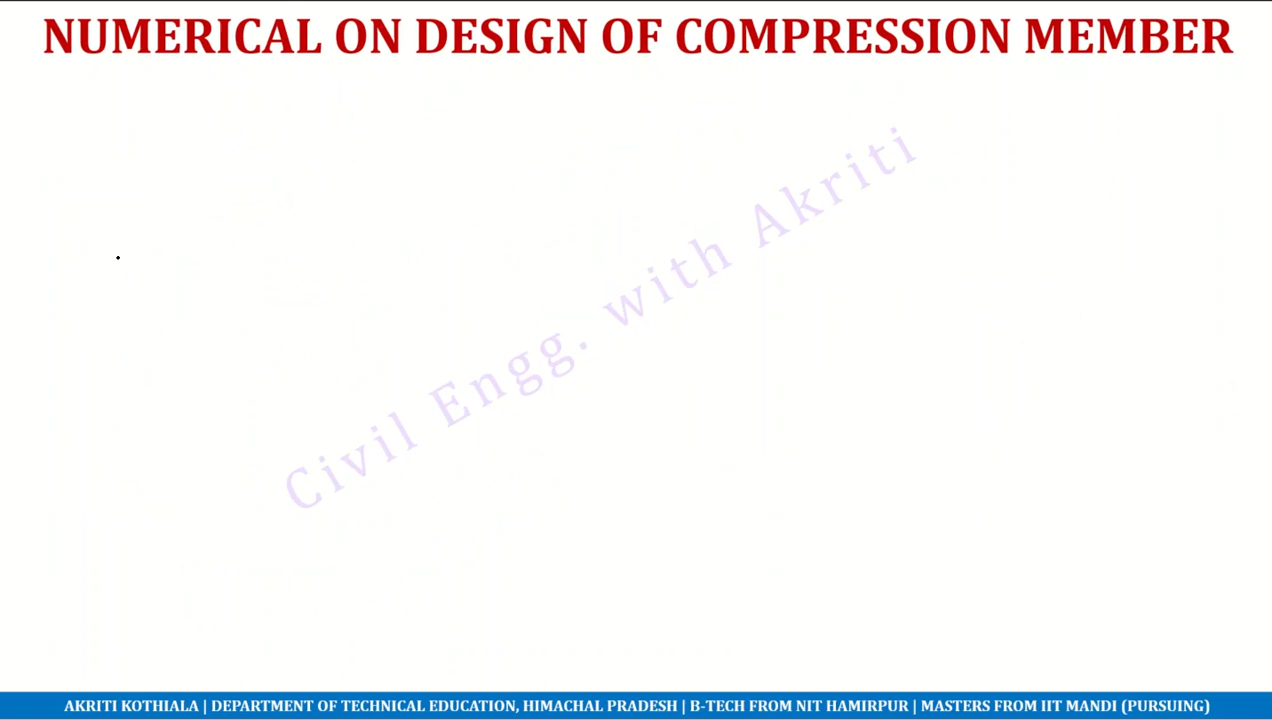 NUMERICAL ON DESIGN OF COMPRESSION MEMBER
Civil Engg. with Akriti
AKRITI KOTHIALA | DEPARTMENT OF TECHNICAL EDUCATION, HIMACHAL PRADESH | B-TECH FROM NIT HAMIRPUR | MASTERS FROM IIT MANDI (PURSUING)